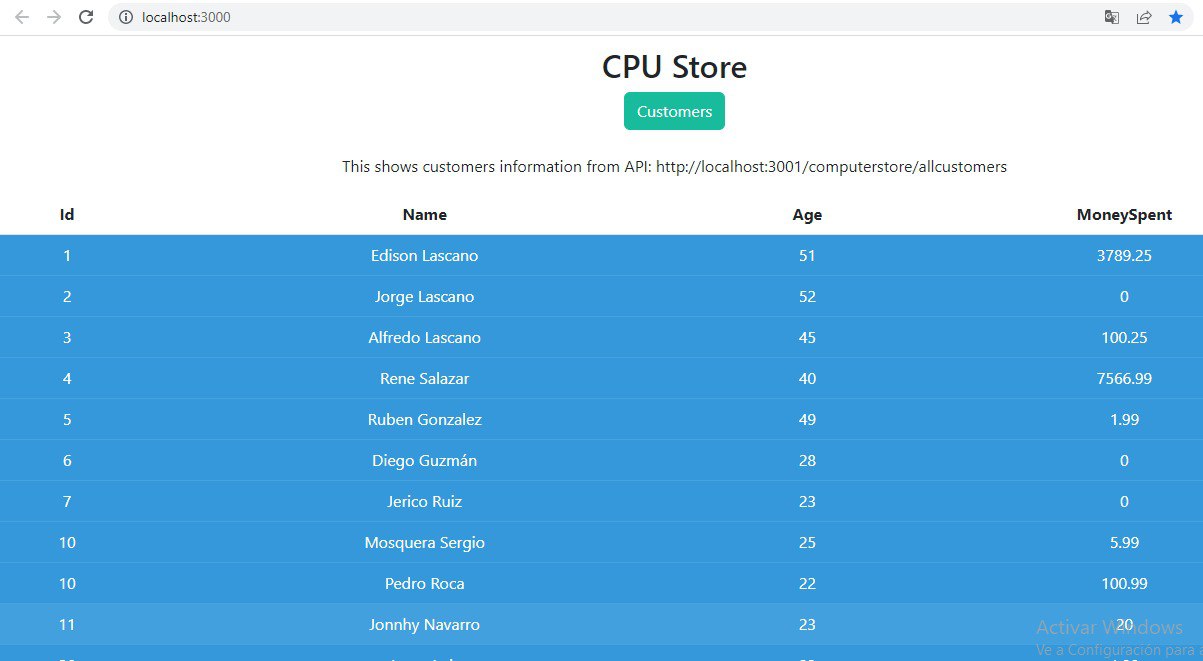 localhost:3000
CPU Store
Customers
This shows customers information from API: http://localhost:3001/computerstore/allcustomers
Id Name Age MoneySpent
1 Edison Lascano 51 3789.25
2 Jorge Lascano 52 0
3 Alfredo Lascano 45 100.25
4 Rene Salazar 40 7566.99
5 Ruben Gonzalez 49 1.99
6 Diego Guzmán 28 0
7 Jerico Ruiz 23 0
10 Mosquera Sergio 25 5.99
10 Pedro Roca 22 100.99
11 Jonnhy Navarro 23 20
Activar Windows
Ve a Configuración para